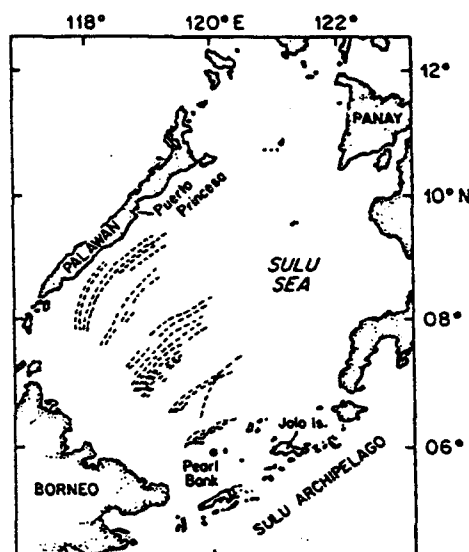 118° 120°E 122°
12°
PANAY
10°N
Puerto
Princesa
PALAWAN
SULU
SEA
08°
Jolo Is.
06°
Pearl
Bank
BORNEO
SULU ARCHIPELAGO